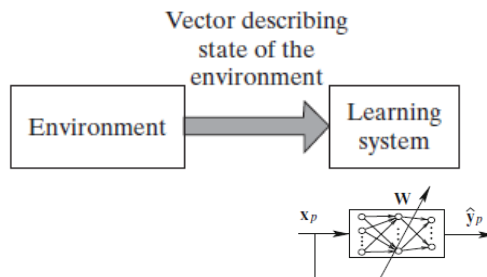 Vector describing
state of the
environment
Environment
Learning
system
W
x_p
ŷ_p